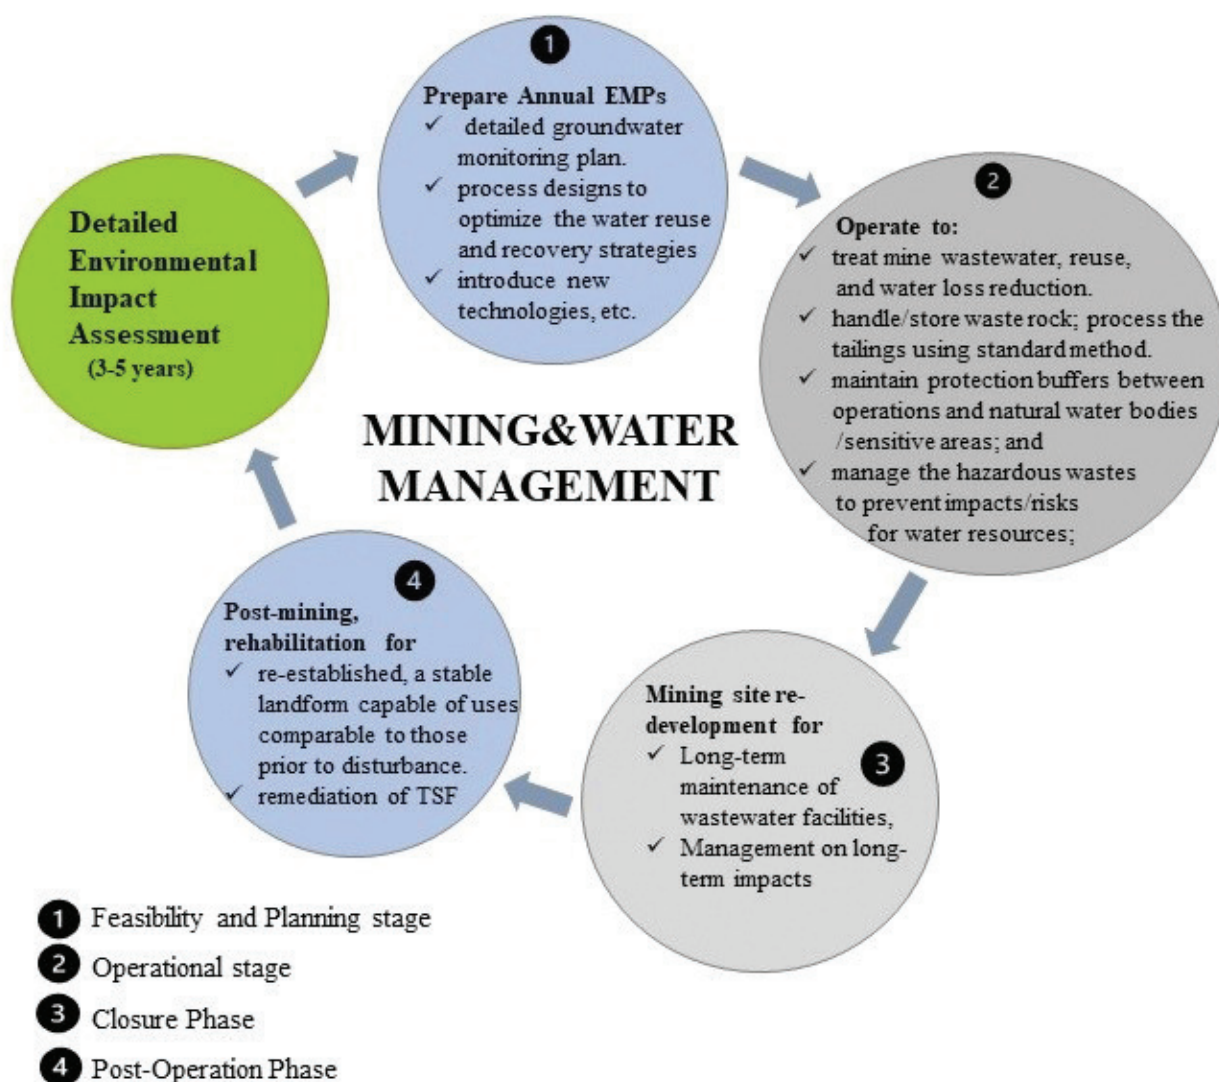 1
Prepare Annual EMPs
✓ detailed groundwater
monitoring plan.
✓ process designs to
optimize the water reuse
and recovery strategies
✓ introduce new
technologies, etc.
Detailed
Environmental
Impact
Assessment
(3-5 years)
2
Operate to:
✓ treat mine wastewater, reuse,
and water loss reduction.
✓ handle/store waste rock; process the
tailings using standard method.
✓ maintain protection buffers between
operations and natural water bodies
/sensitive areas; and
✓ manage the hazardous wastes
to prevent impacts/risks
for water resources;
MINING&WATER
MANAGEMENT
4
Post-mining,
rehabilitation for
✓ re-established, a stable
landform capable of uses
comparable to those
prior to disturbance.
✓ remediation of TSF
Mining site re-
development for
3
✓ Long-term
maintenance of
wastewater facilities,
✓ Management on long-
term impacts
1 Feasibility and Planning stage
2 Operational stage
3 Closure Phase
4 Post-Operation Phase